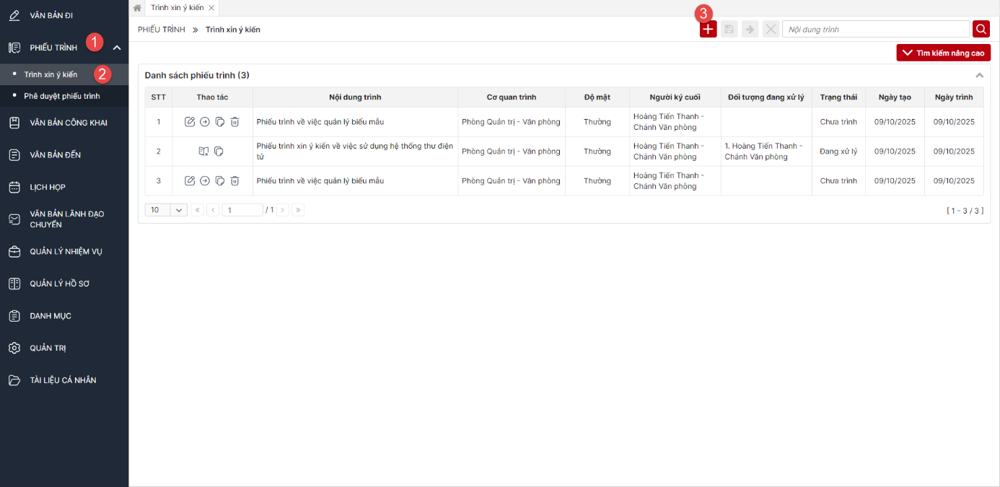 VĂN BẢN ĐI
PHIẾU TRÌNH
1
Trình xin ý kiến
2
Phê duyệt phiếu trình
VĂN BẢN CÔNG KHAI
VĂN BẢN ĐẾN
LỊCH HỌP
VĂN BẢN LÃNH ĐẠO
CHUYỂN
QUẢN LÝ NHIỆM VỤ
QUẢN LÝ HỒ SƠ
DANH MỤC
QUẢN TRỊ
TÀI LIỆU CÁ NHÂN
Trình xin ý kiến
PHIẾU TRÌNH » Trình xin ý kiến
3
Nội dung trình
Tìm kiếm nâng cao
Danh sách phiếu trình (3)
STT Thao tác Nội dung trình Cơ quan trình Độ mật Người ký cuối Đối tượng đang xử lý Trạng thái Ngày tạo Ngày trình
1 Phiếu trình về việc quản lý biểu mẫu Phòng Quản trị - Văn phòng Thường Hoàng Tiến Thanh - Chưa trình 09/10/2025 09/10/2025
Chánh Văn phòng
2 Phiếu trình xin ý kiến về việc sử dụng hệ thống thư điện Phòng Quản trị - Văn phòng Thường Hoàng Tiến Thanh - 1. Hoàng Tiến Thanh - Đang xử lý 09/10/2025 09/10/2025
tử Chánh Văn phòng Chánh Văn phòng
3 Phiếu trình về việc quản lý biểu mẫu Phòng Quản trị - Văn phòng Thường Hoàng Tiến Thanh - Chưa trình 09/10/2025 09/10/2025
Chánh Văn phòng
10 « ‹ 1 / 1 › » [ 1 - 3 / 3 ]